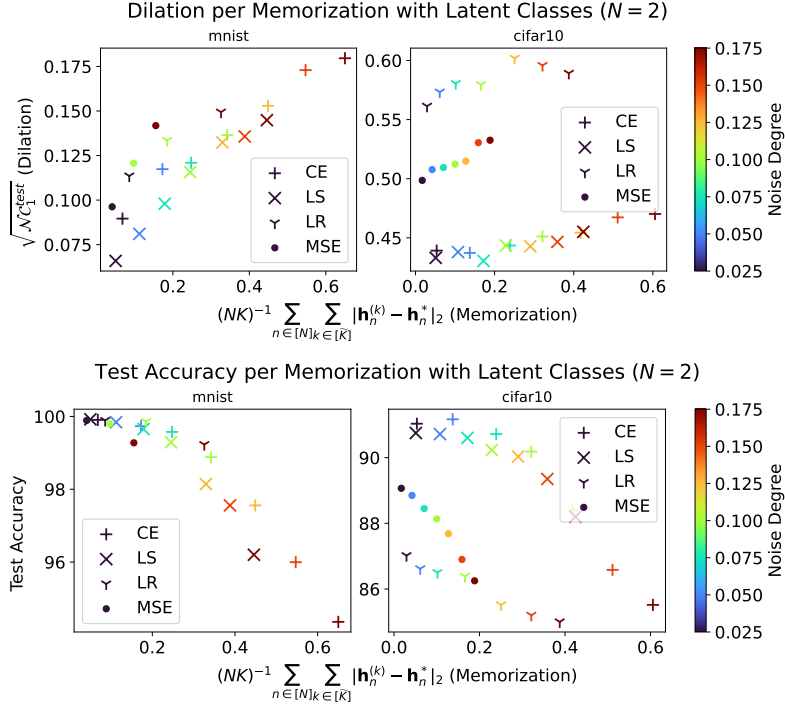 Dilation per Memorization with Latent Classes (N = 2)
mnist
cifar10
0.175
0.150
0.125
0.100
0.075
√NC₁ᵗᵉˢᵗ (Dilation)
0.2 0.4 0.6
CE
LS
LR
MSE
0.60
0.55
0.50
0.45
0.0 0.2 0.4 0.6
CE
LS
LR
MSE
0.175
0.150
0.125
0.100
0.075
0.050
0.025
Noise Degree
(NK)⁻¹ ∑ ∑ |hₙ⁽ᵏ⁾ − hₙ*|₂ (Memorization)
n∈[N] k∈[K̃]
Test Accuracy per Memorization with Latent Classes (N = 2)
mnist
cifar10
100
98
96
Test Accuracy
0.2 0.4 0.6
CE
LS
LR
MSE
90
88
86
0.0 0.2 0.4 0.6
CE
LS
LR
MSE
0.175
0.150
0.125
0.100
0.075
0.050
0.025
Noise Degree
(NK)⁻¹ ∑ ∑ |hₙ⁽ᵏ⁾ − hₙ*|₂ (Memorization)
n∈[N] k∈[K̃]